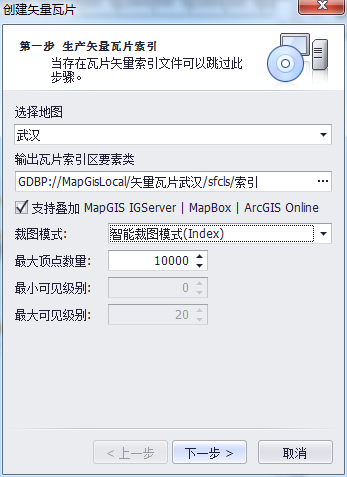 创建矢量瓦片
第一步 生产矢量瓦片索引
当存在瓦片矢量索引文件可以跳过此
步骤。
选择地图
武汉
输出瓦片索引区要素类
GDBP://MapGisLocal/矢量瓦片武汉/sfcls/索引 ...
支持叠加 MapGIS IGServer | MapBox | ArcGIS Online
裁图模式: 智能裁图模式(Index)
最大顶点数量: 10000
最小可见级别: 0
最大可见级别: 20
< 上一步 下一步 > 取消